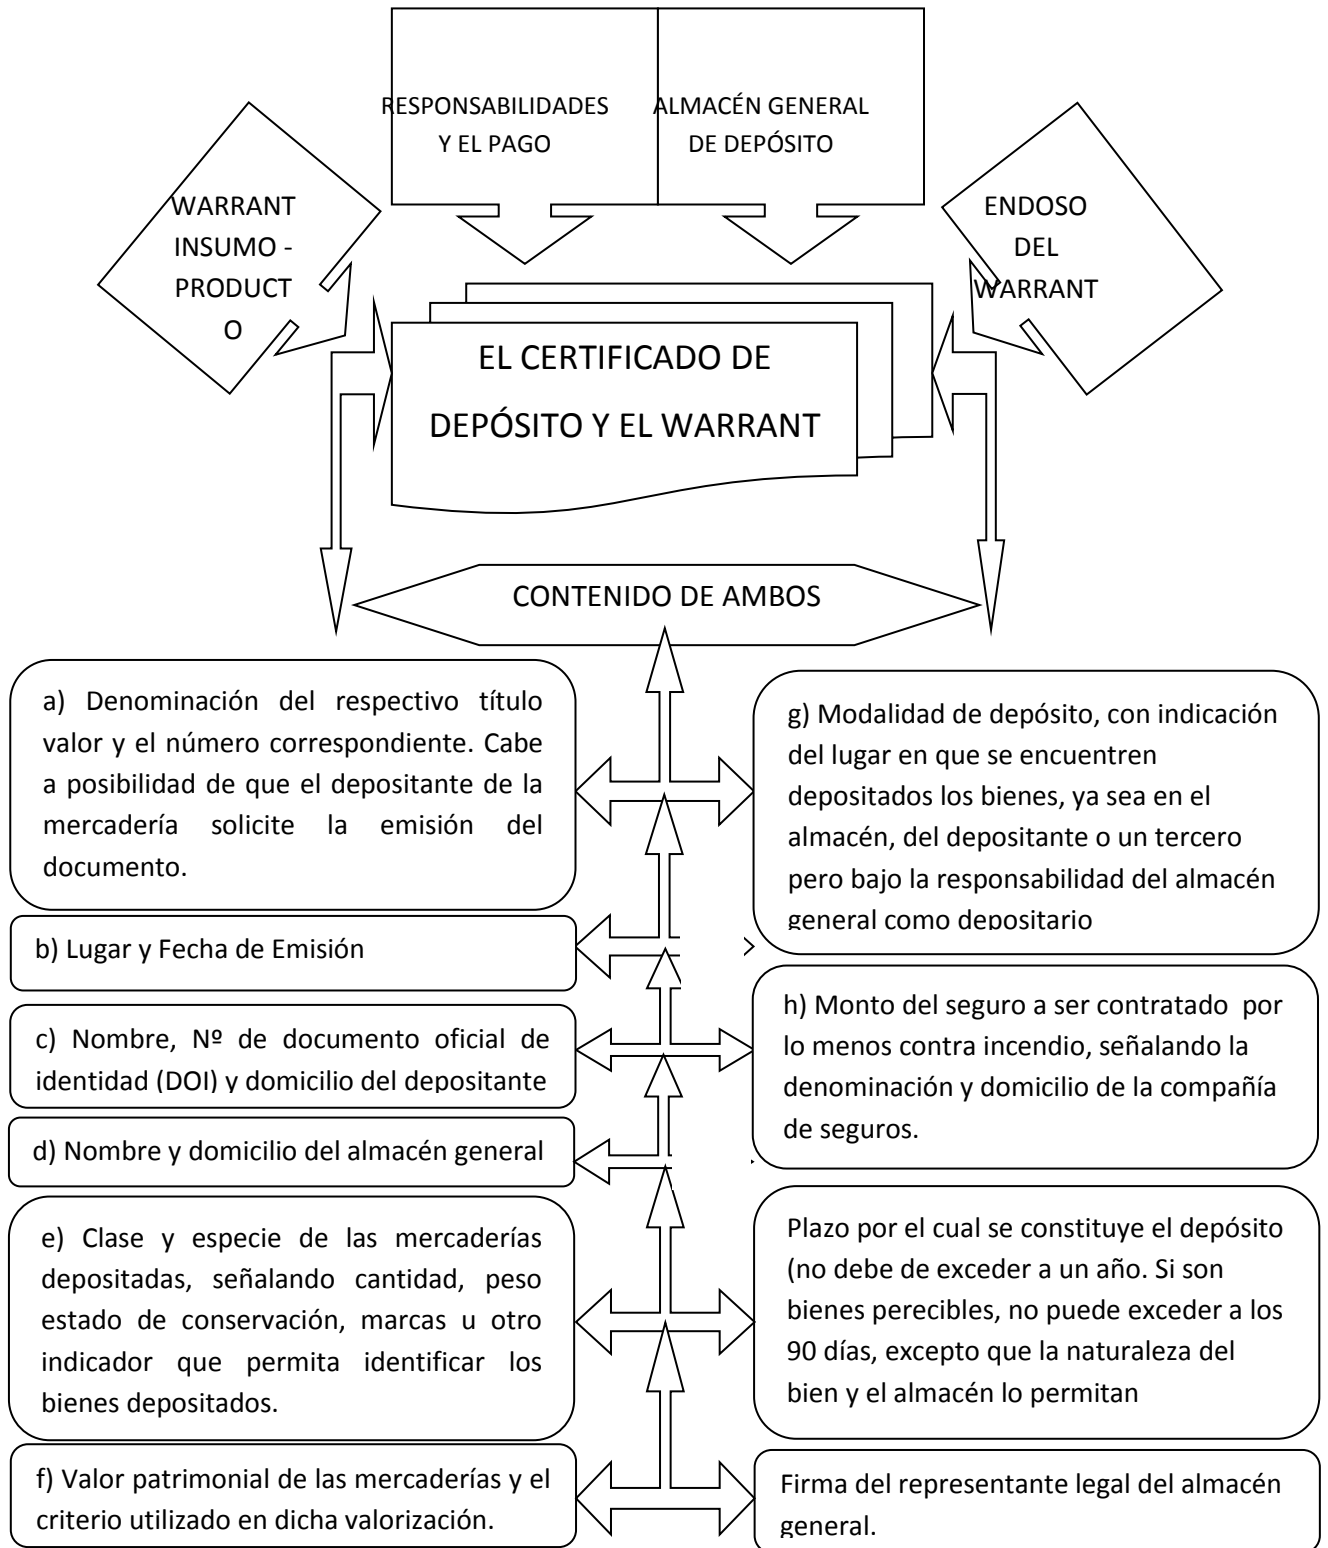 RESPONSABILIDADES
Y EL PAGO
ALMACÉN GENERAL
DE DEPÓSITO
WARRANT
INSUMO -
PRODUCT
O
ENDOSO
DEL
WARRANT
EL CERTIFICADO DE
DEPÓSITO Y EL WARRANT
CONTENIDO DE AMBOS
a) Denominación del respectivo título
valor y el número correspondiente. Cabe
a posibilidad de que el depositante de la
mercadería solicite la emisión del
documento.
b) Lugar y Fecha de Emisión
c) Nombre, Nº de documento oficial de
identidad (DOI) y domicilio del depositante
d) Nombre y domicilio del almacén general
e) Clase y especie de las mercaderías
depositadas, señalando cantidad, peso
estado de conservación, marcas u otro
indicador que permita identificar los
bienes depositados.
f) Valor patrimonial de las mercaderías y el
criterio utilizado en dicha valorización.
g) Modalidad de depósito, con indicación
del lugar en que se encuentren
depositados los bienes, ya sea en el
almacén, del depositante o un tercero
pero bajo la responsabilidad del almacén
general como depositario
h) Monto del seguro a ser contratado por
lo menos contra incendio, señalando la
denominación y domicilio de la compañía
de seguros.
Plazo por el cual se constituye el depósito
(no debe de exceder a un año. Si son
bienes perecibles, no puede exceder a los
90 días, excepto que la naturaleza del
bien y el almacén lo permitan
Firma del representante legal del almacén
general.